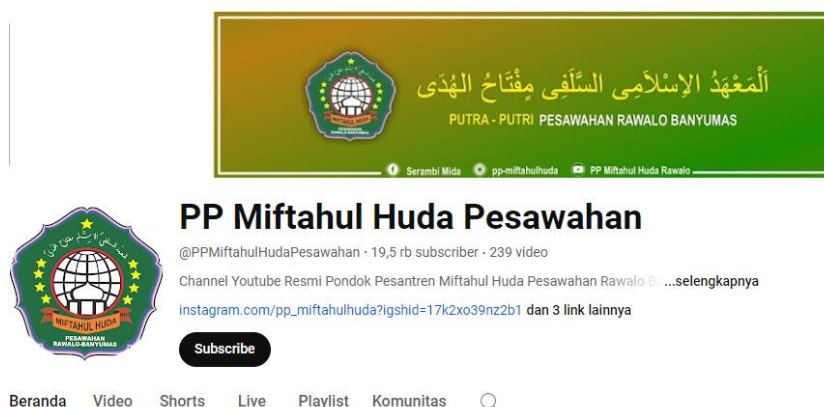 اَلْمَعْهَدُ الإِسْلَامِى السَّلَفِى مِفْتَاحُ الهُدَى
PUTRA - PUTRI PESAWAHAN RAWALO BANYUMAS
MIFTAHUL HUDA
Serambi Mida pp-miftahulhuda PP Miftahul Huda Rawalo
PP Miftahul Huda Pesawahan
@PPMiftahulHudaPesawahan · 19,5 rb subscriber · 239 video
Channel Youtube Resmi Pondok Pesantren Miftahul Huda Pesawahan Rawalo B ...selengkapnya
instagram.com/pp_miftahulhuda?igshid=17k2xo39nz2b1 dan 3 link lainnya
MIFTAHUL HUDA
PESAWAHAN
RAWALO-BANYUMAS
Subscribe
Beranda Video Shorts Live Playlist Komunitas